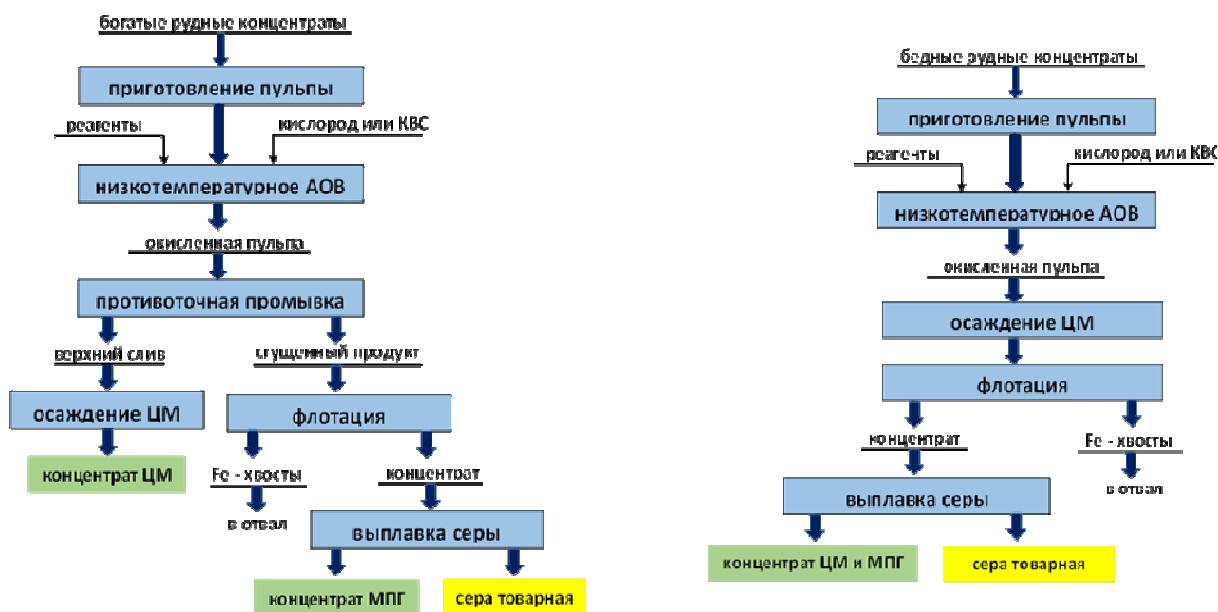 богатые рудные концентраты
приготовление пульпы
реагенты
кислород или КВС
низкотемпературное АОВ
окисленная пульпа
противоточная промывка
верхний слив
сгущенный продукт
осаждение ЦМ
флотация
концентрат ЦМ
Fe - хвосты
концентрат
в отвал
выплавка серы
концентрат МПГ
сера товарная
бедные рудные концентраты
приготовление пульпы
реагенты
кислород или КВС
низкотемпературное АОВ
окисленная пульпа
осаждение ЦМ
флотация
концентрат
Fe - хвосты
в отвал
выплавка серы
концентрат ЦМ и МПГ
сера товарная